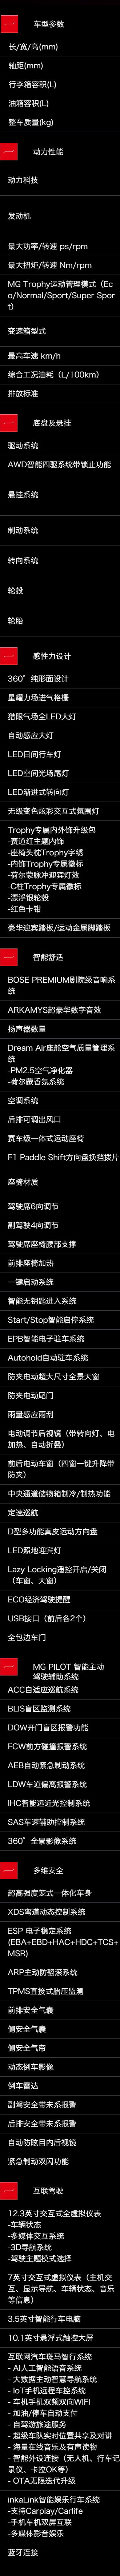 车型参数
长/宽/高(mm)
轴距(mm)
行李箱容积(L)
油箱容积(L)
整车质量(kg)
动力性能
动力科技
发动机
最大功率/转速 ps/rpm
最大扭矩/转速 Nm/rpm
MG Trophy运动管理模式（Ec
o/Normal/Sport/Super Spor
t）
变速箱型式
最高车速 km/h
综合工况油耗（L/100km）
排放标准
底盘及悬挂
驱动系统
AWD智能四驱系统带锁止功能
悬挂系统
制动系统
转向系统
轮毂
轮胎
感性力设计
360°纯形面设计
星耀力场进气格栅
猎眼气场全LED大灯
自动感应大灯
LED日间行车灯
LED空间光场尾灯
LED渐进式转向灯
无级变色炫彩交互式氛围灯
Trophy专属内外饰升级包
-赛道红主题内饰
-座椅头枕Trophy字绣
-内饰Trophy专属徽标
-荷尔蒙脉冲迎宾灯效
-C柱Trophy专属徽标
-漂浮银轮毂
-红色卡钳
豪华迎宾踏板/运动金属脚踏板
智能舒适
BOSE PREMIUM剧院级音响系
统
ARKAMYS超豪华数字音效
扬声器数量
Dream Air座舱空气质量管理系
统
-PM2.5空气净化器
-荷尔蒙香氛系统
空调系统
后排可调出风口
赛车级一体式运动座椅
F1 Paddle Shift方向盘换挡拨片
座椅材质
驾驶席6向调节
副驾驶4向调节
驾驶席座椅腰部支撑
前排座椅加热
一键启动系统
智能无钥匙进入系统
Start/Stop智能启停系统
EPB智能电子驻车系统
Autohold自动驻车系统
防夹电动超大尺寸全景天窗
防夹电动尾门
雨量感应雨刮
电动调节后视镜（带转向灯、电
加热、自动折叠）
前后电动车窗（四窗一键升降带
防夹）
中央通道储物箱制冷/制热功能
定速巡航
D型多功能真皮运动方向盘
LED照地迎宾灯
Lazy Locking遥控开启/关闭
（车窗、天窗）
ECO经济驾驶提醒
USB接口（前后各2个）
全包边车门
MG PILOT 智能主动
驾驶辅助系统
ACC自适应巡航系统
BLIS盲区监测系统
DOW开门盲区报警功能
FCW前方碰撞报警系统
AEB自动紧急制动系统
LDW车道偏离报警系统
IHC智能远近光控制系统
SAS车速辅助控制系统
360°全景影像系统
多维安全
超高强度笼式一体化车身
XDS弯道动态控制系统
ESP 电子稳定系统
(EBA+EBD+HAC+HDC+TCS+
MSR)
ARP主动防翻滚系统
TPMS直接式胎压监测
前排安全气囊
侧安全气囊
侧安全气帘
动态倒车影像
倒车雷达
副驾安全带未系报警
后排安全带未系报警
自动防眩目内后视镜
紧急制动双闪功能
互联驾驶
12.3英寸交互式全虚拟仪表
-车辆状态
-多媒体交互系统
-3D导航系统
-驾驶主题模式选择
7英寸交互式虚拟仪表（主机交
互、显示导航、车辆状态、音乐
等信息）
3.5英寸智能行车电脑
10.1英寸悬浮式触控大屏
互联网汽车斑马智行系统
- AI人工智能语音系统
- 大数据主动智慧导航系统
- IoT手机远程车控系统
- 车机手机双频双向WIFI
- 加油/停车自动支付
- 自驾游旅途服务
- 超级车队实时位置共享及对讲
- 海量在线音乐及有声读物
- 智能外设连接（无人机、行车记
录仪、卡拉OK等）
- OTA无限迭代升级
inkaLink智能娱乐行车系统
-支持Carplay/Carlife
-手机车机双屏互联
-多媒体影音娱乐
蓝牙连接